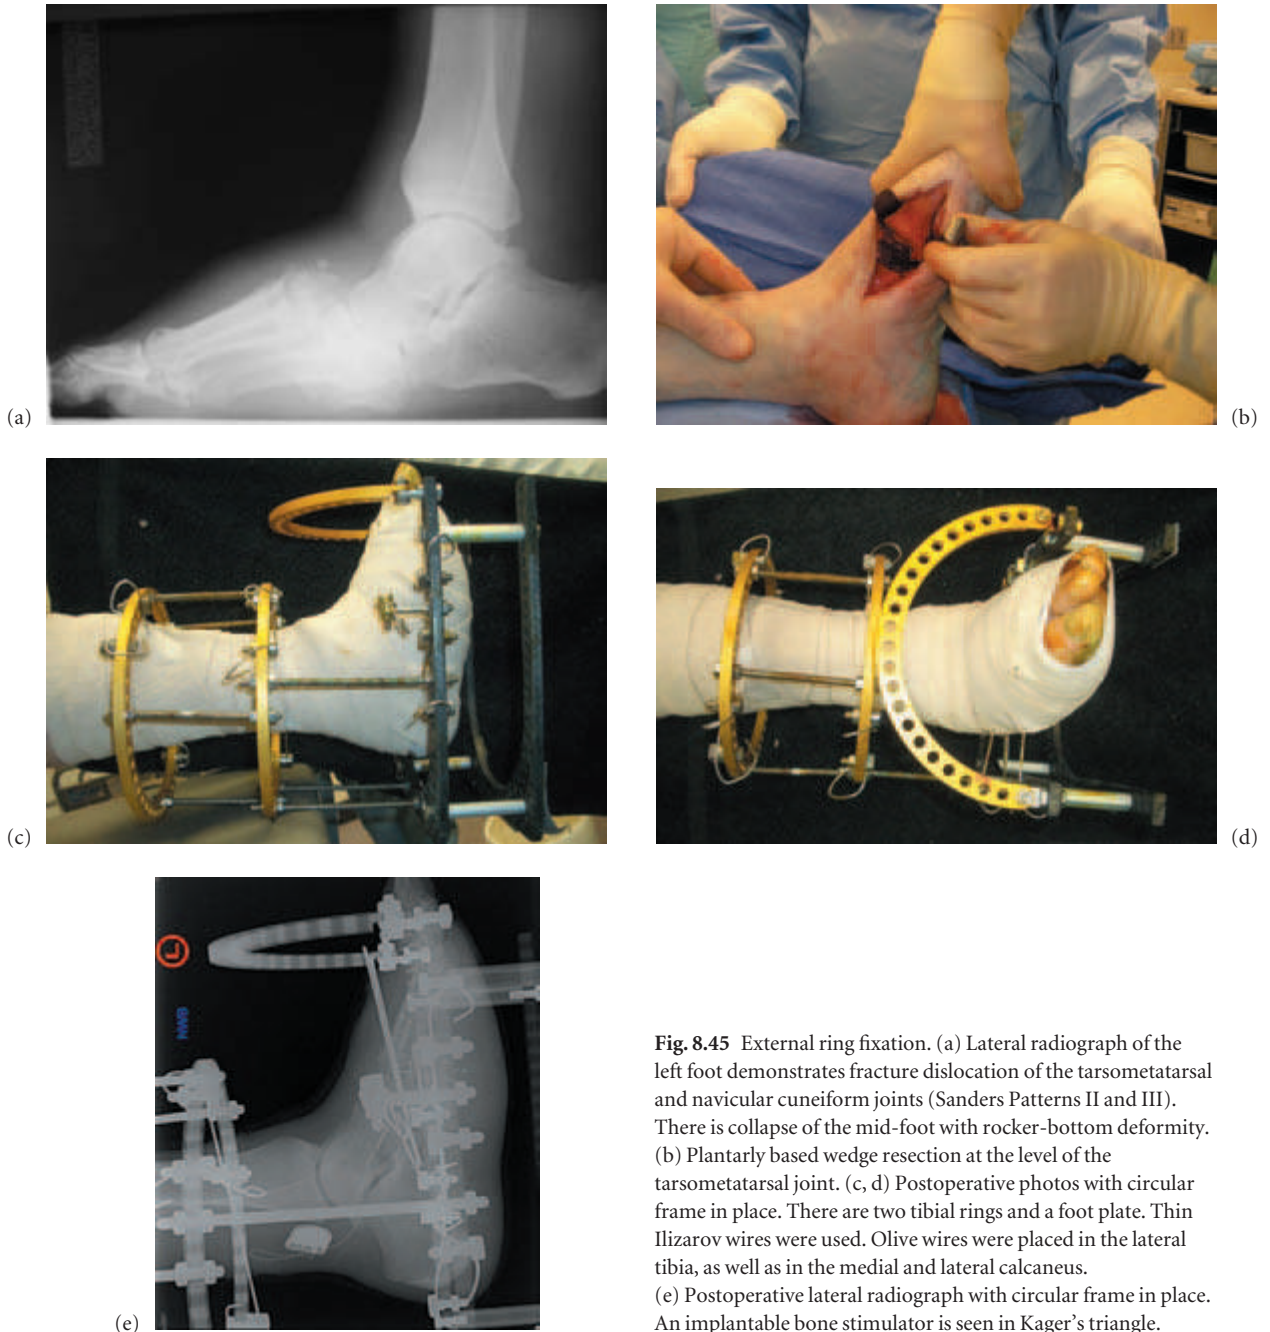 (a)
(b)
(c)
(d)
L
NWB
(e)
Fig. 8.45 External ring fixation. (a) Lateral radiograph of the
left foot demonstrates fracture dislocation of the tarsometatarsal
and navicular cuneiform joints (Sanders Patterns II and III).
There is collapse of the mid-foot with rocker-bottom deformity.
(b) Plantarly based wedge resection at the level of the
tarsometatarsal joint. (c, d) Postoperative photos with circular
frame in place. There are two tibial rings and a foot plate. Thin
Ilizarov wires were used. Olive wires were placed in the lateral
tibia, as well as in the medial and lateral calcaneus.
(e) Postoperative lateral radiograph with circular frame in place.
An implantable bone stimulator is seen in Kager's triangle.